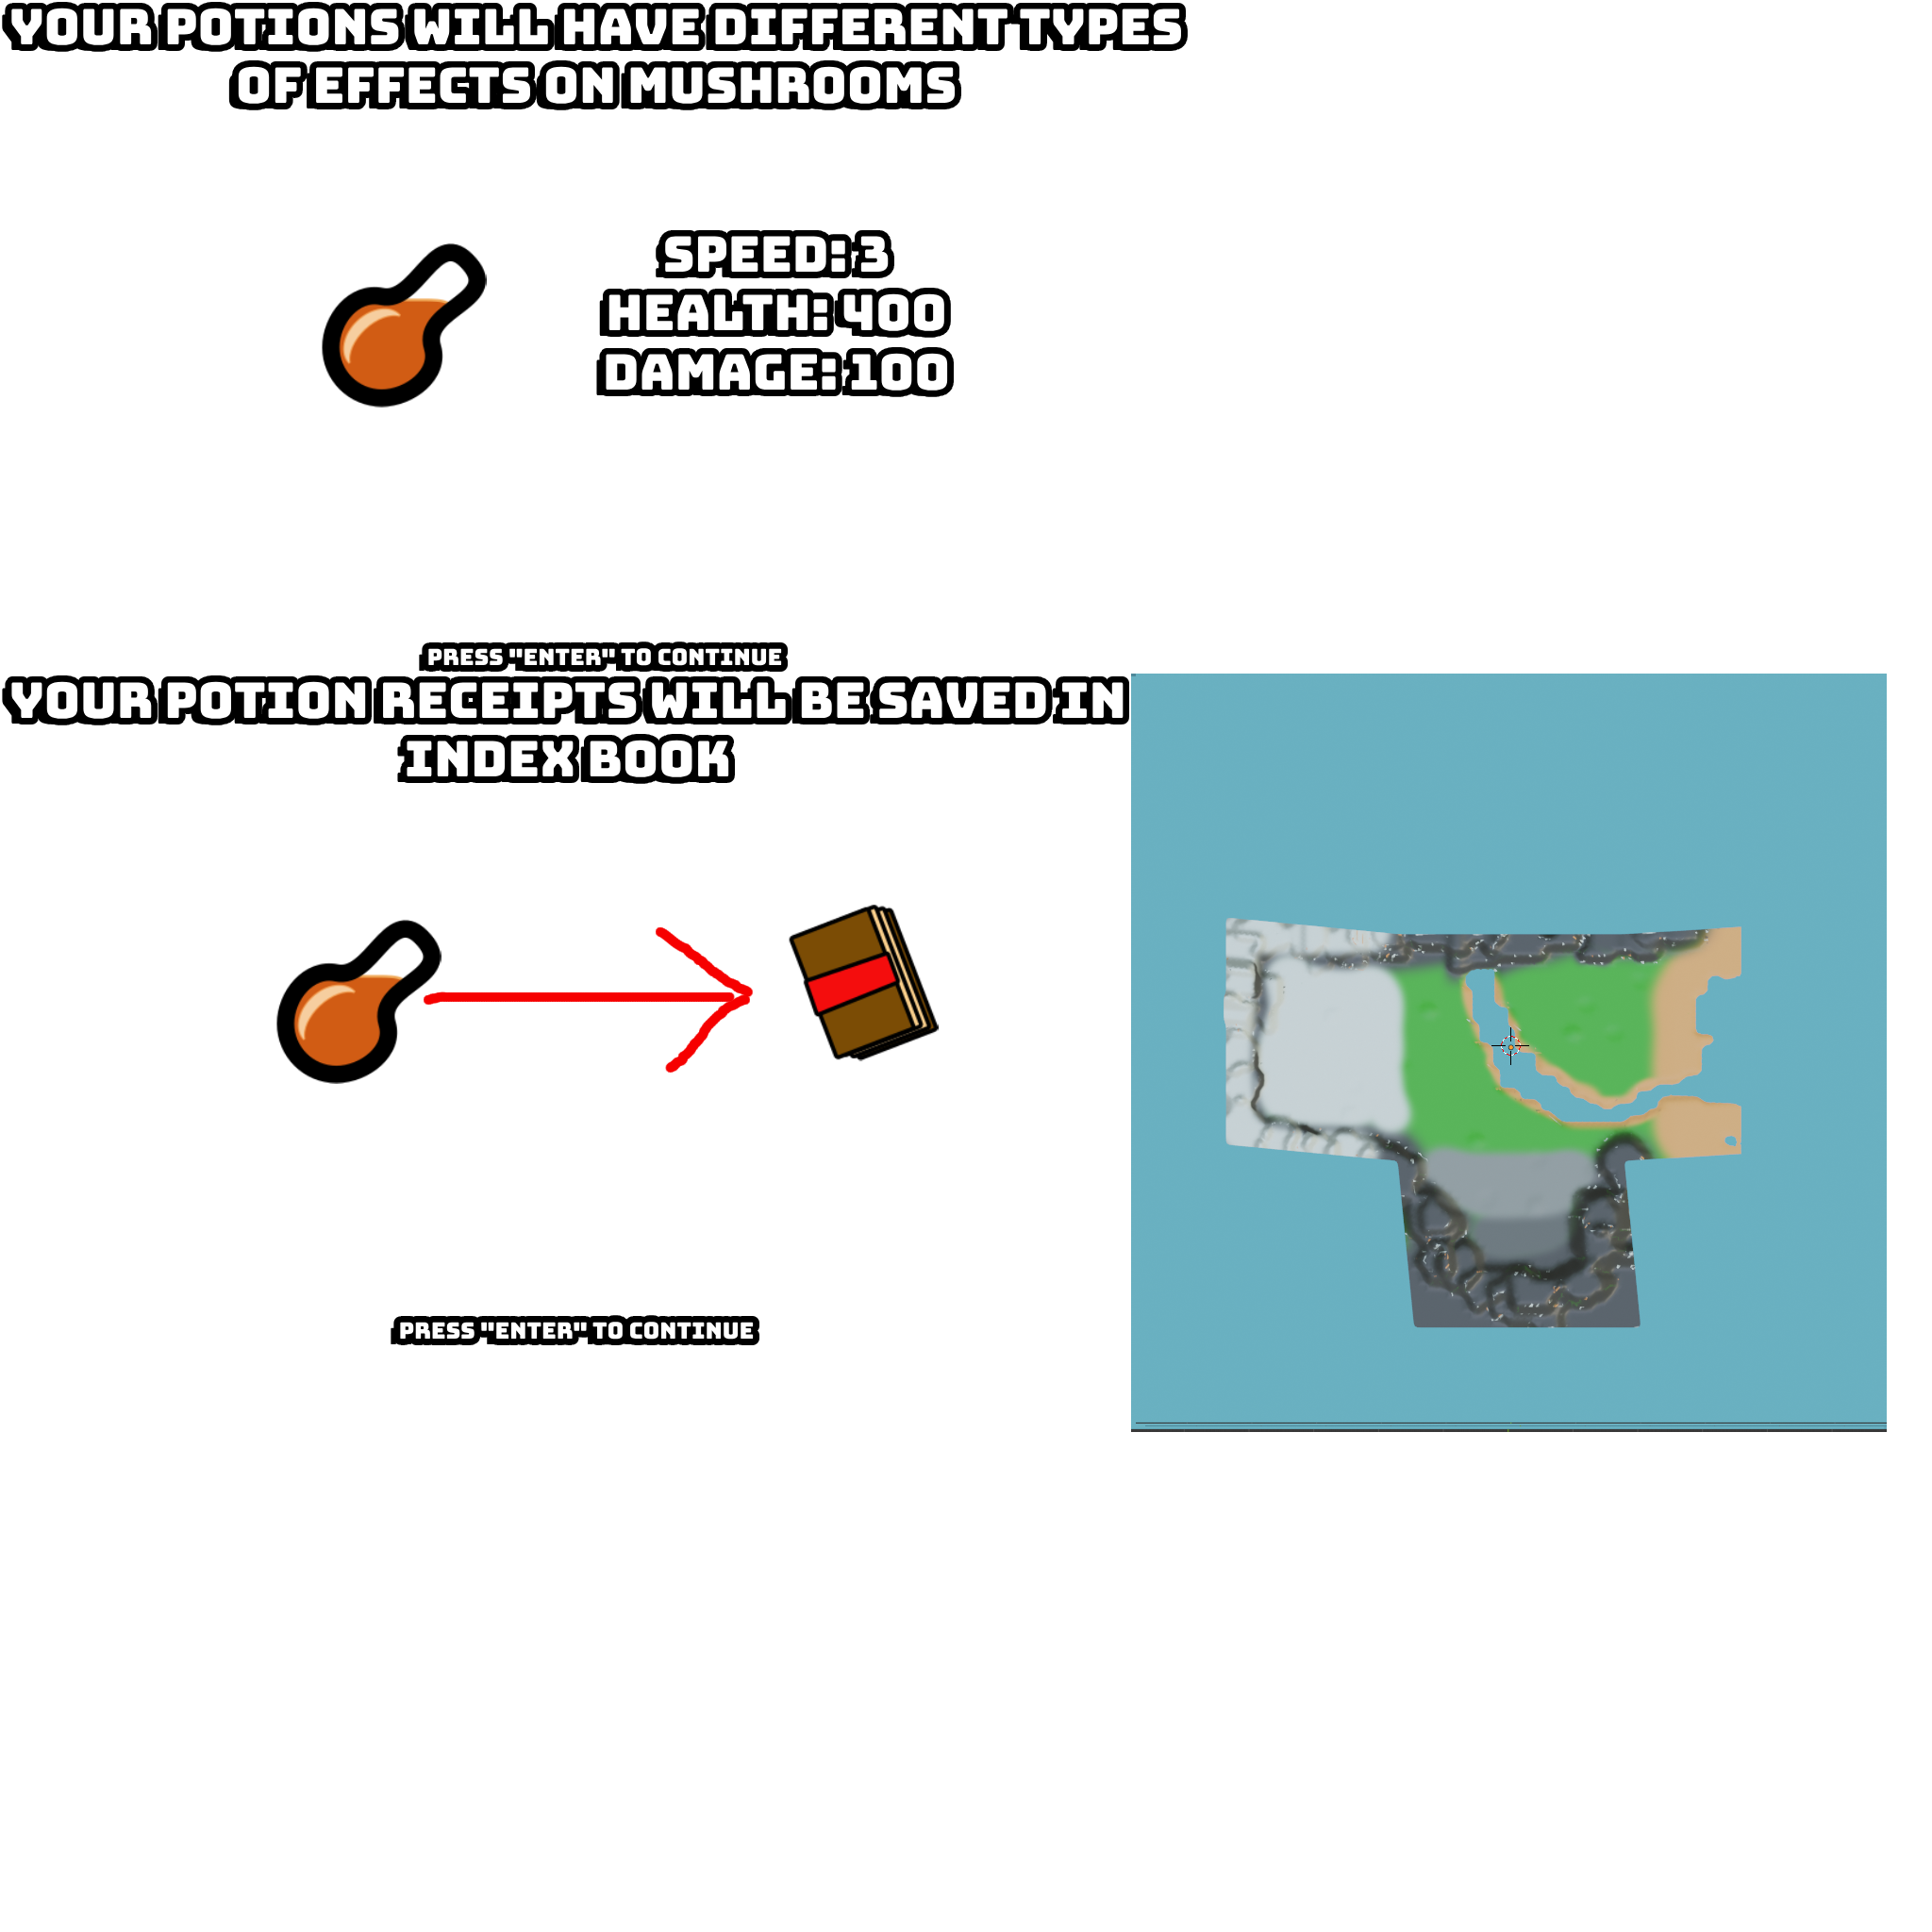 YOUR POTIONS WILL HAVE DIFFERENT TYPES
OF EFFECTS ON MUSHROOMS
SPEED: 3
HEALTH: 400
DAMAGE: 100
PRESS "ENTER" TO CONTINUE
YOUR POTION RECEIPTS WILL BE SAVED IN
INDEX BOOK
PRESS "ENTER" TO CONTINUE